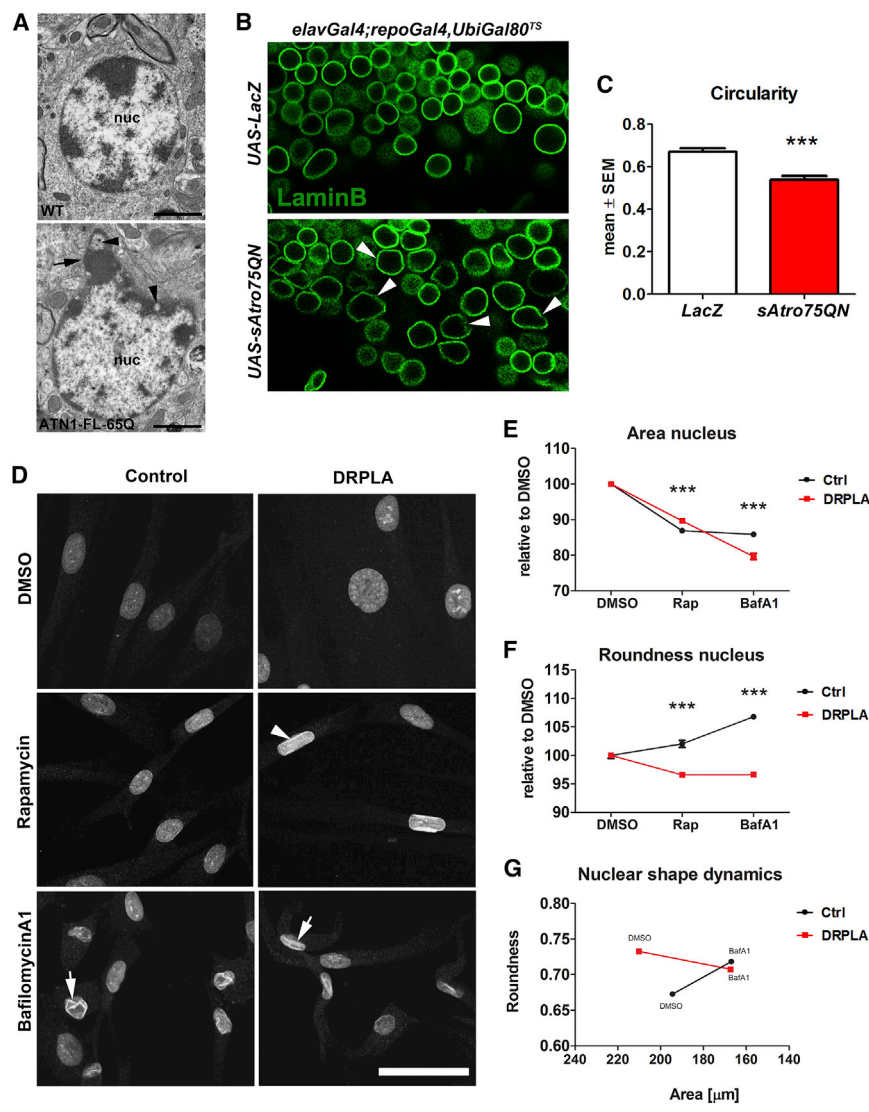 A
nuc
WT
nuc
ATN1-FL-65Q
B
elavGal4;repoGal4,UbiGal80TS
UAS-LacZ
LaminB
UAS-sAtro75QN
C
Circularity
mean ± SEM
0.8
0.6
0.4
0.2
0.0
***
LacZ
sAtro75QN
D
Control
DRPLA
DMSO
Rapamycin
BafilomycinA1
E
Area nucleus
relative to DMSO
100
90
80
70
***
***
DMSO
Rap
BafA1
Ctrl
DRPLA
F
Roundness nucleus
relative to DMSO
115
110
105
100
95
90
***
***
DMSO
Rap
BafA1
Ctrl
DRPLA
G
Nuclear shape dynamics
Roundness
0.80
0.75
0.70
0.65
0.60
DMSO
BafA1
BafA1
DMSO
Ctrl
DRPLA
240
220
200
180
160
140
Area [μm]